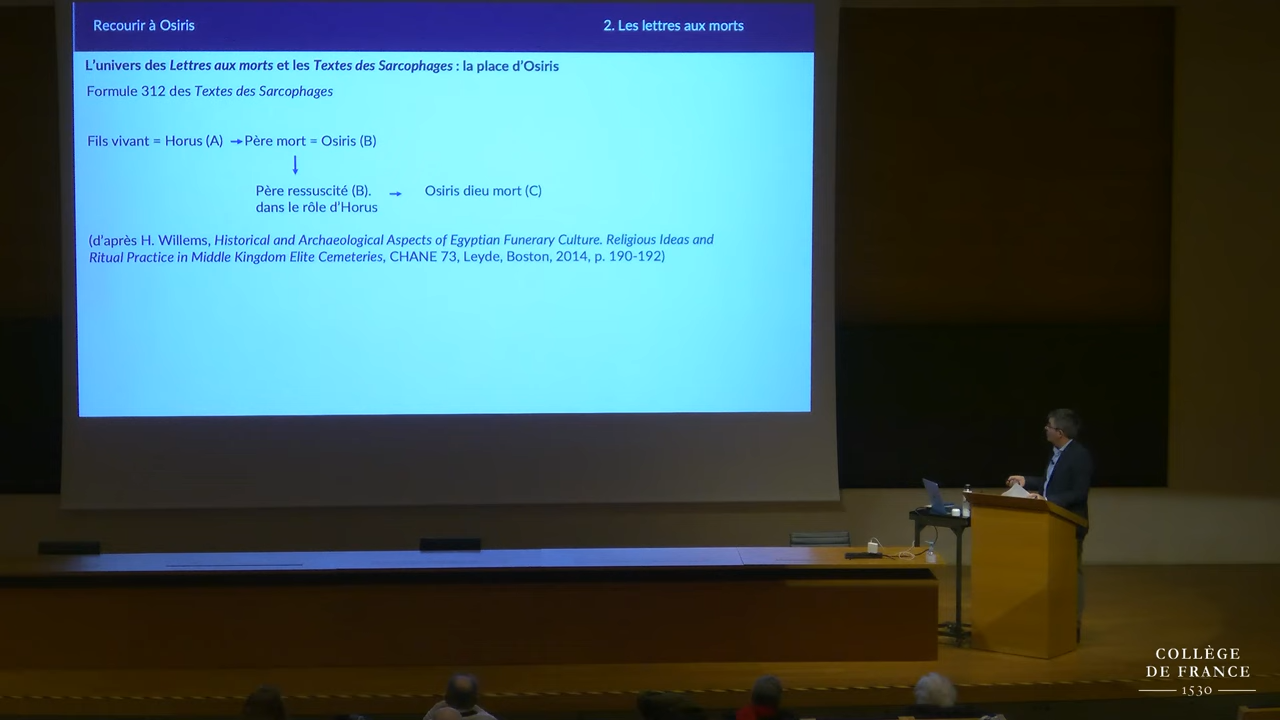 Recourir à Osiris
2. Les lettres aux morts
L'univers des Lettres aux morts et les Textes des Sarcophages : la place d'Osiris
Formule 312 des Textes des Sarcophages
Fils vivant = Horus (A) → Père mort = Osiris (B)
↓
Père ressuscité (B). → Osiris dieu mort (C)
dans le rôle d'Horus
(d'après H. Willems, Historical and Archaeological Aspects of Egyptian Funerary Culture. Religious Ideas and
Ritual Practice in Middle Kingdom Elite Cemeteries, CHANE 73, Leyde, Boston, 2014, p. 190-192)
COLLÈGE
DE FRANCE
1530